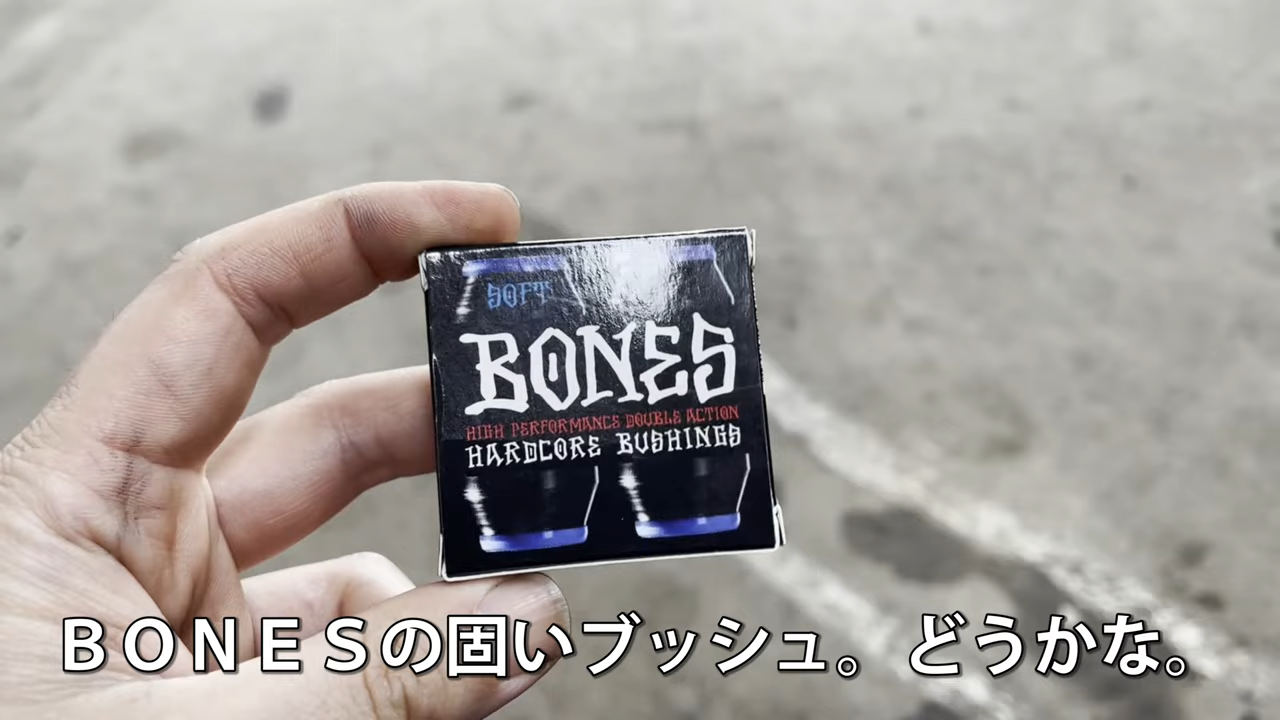 SOFT
BONES
HIGH PERFORMANCE DOUBLE ACTION
HARDCORE BUSHINGS
ＢＯＮＥＳの固いブッシュ。どうかな。